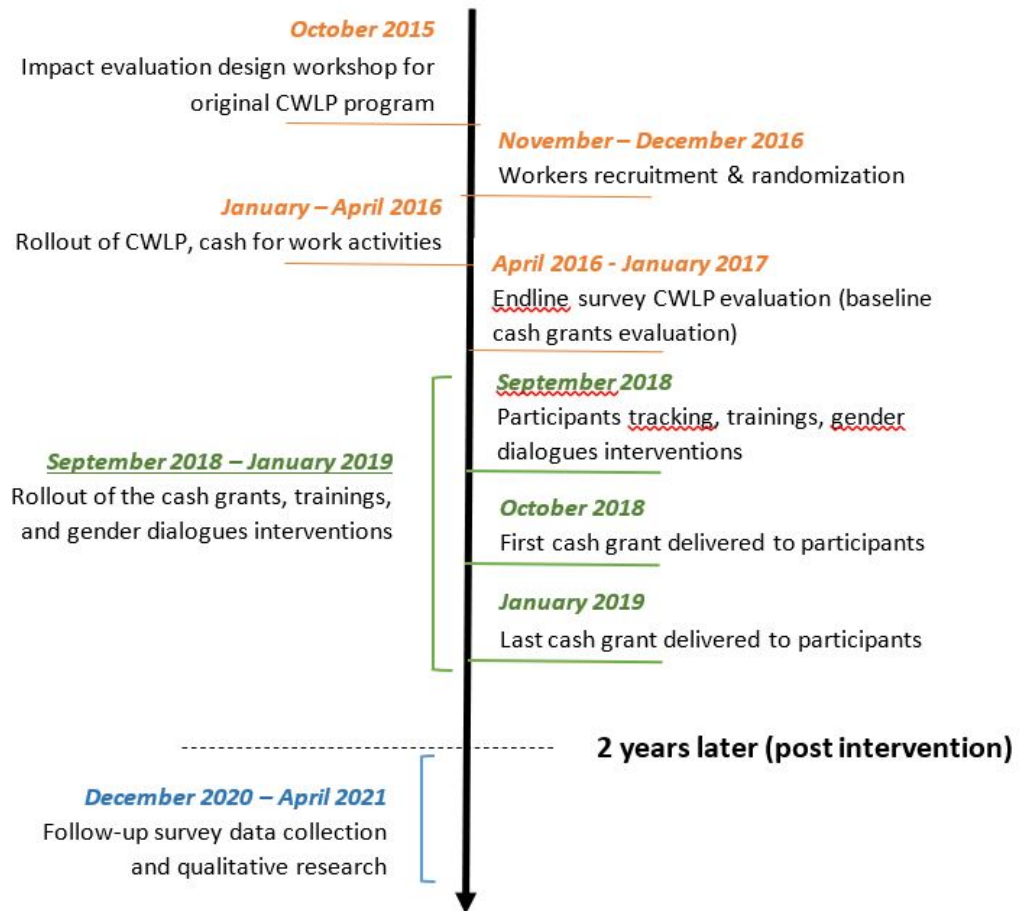 October 2015
Impact evaluation design workshop for
original CWLP program
November – December 2016
Workers recruitment & randomization
January – April 2016
Rollout of CWLP, cash for work activities
April 2016 - January 2017
Endline survey CWLP evaluation (baseline
cash grants evaluation)
September 2018
Participants tracking, trainings, gender
dialogues interventions
September 2018 – January 2019
Rollout of the cash grants, trainings,
and gender dialogues interventions
October 2018
First cash grant delivered to participants
January 2019
Last cash grant delivered to participants
2 years later (post intervention)
December 2020 – April 2021
Follow-up survey data collection
and qualitative research